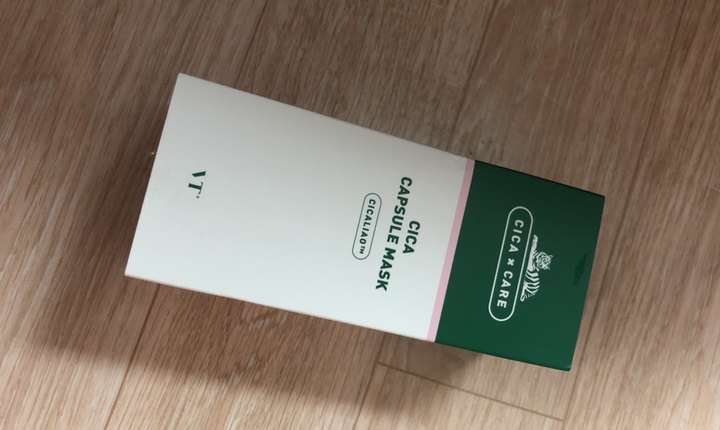 CICA × CARE
CICA
CAPSULE MASK
CICALIAO™
VT®